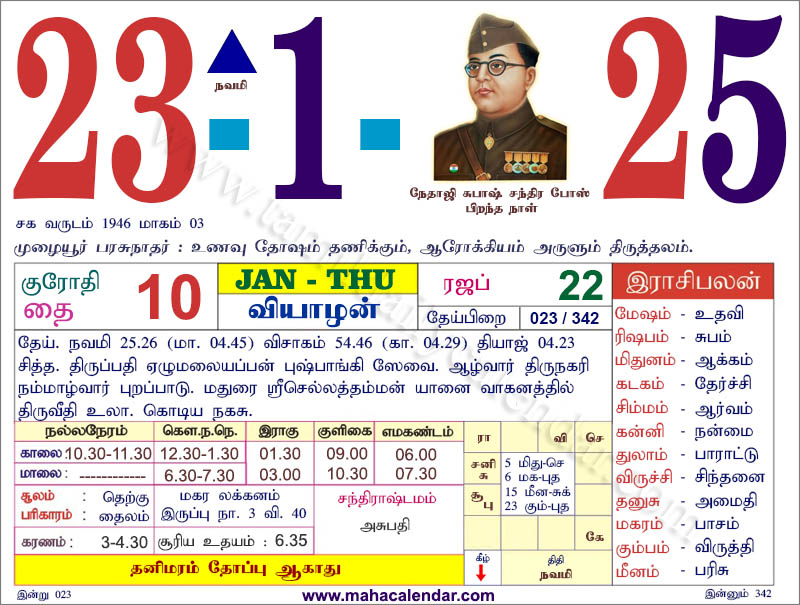 23 - 1 - 25
நவமி
நேதாஜி சுபாஷ் சந்திர போஸ்
பிறந்த நாள்
சக வருடம் 1946 மாகம் 03
முழையூர் பரசுநாதர் : உணவு தோஷம் தணிக்கும், ஆரோக்கியம் அருளும் திருத்தலம்.
குரோதி
தை
10
JAN - THU
வியாழன்
ரஜப்
22
தேய்பிறை
023 / 342
தேய். நவமி 25.26 (மா. 04.45) விசாகம் 54.46 (கா. 04.29) தியாஜ் 04.23
சித்த. திருப்பதி ஏழுமலையப்பன் புஷ்பாங்கி ஸேவை. ஆழ்வார் திருநகரி
நம்மாழ்வார் புறப்பாடு. மதுரை ஸ்ரீசெல்லத்தம்மன் யானை வாகனத்தில்
திருவீதி உலா. கொடிய நகசு.
நல்லநேரம் கௌ.ந.நெ. இராகு குளிகை எமகண்டம்
காலை: 10.30-11.30 12.30-1.30 01.30 09.00 06.00
மாலை: ------------ 6.30-7.30 03.00 10.30 07.30
சூலம் : தெற்கு
பரிகாரம் : தைலம்
மகர லக்கனம்
இருப்பு நா. 3 வி. 40
சந்திராஷ்டமம்
அசுபதி
கரணம்: 3-4.30
சூரிய உதயம் : 6.35
தனிமரம் தோப்பு ஆகாது
ரா வி செ
சனி
சு
சூ
பு
5 மிது-செ
6 மக-புத
15 மீன-சுக்
23 கும்-புத
கே
கீழ்
திதி
நவமி
இராசிபலன்
மேஷம் - உதவி
ரிஷபம் - சுபம்
மிதுனம் - ஆக்கம்
கடகம் - தேர்ச்சி
சிம்மம் - ஆர்வம்
கன்னி - நன்மை
துலாம் - பாராட்டு
விருச்சி - சிந்தனை
தனுசு - அமைதி
மகரம் - பாசம்
கும்பம் - விருத்தி
மீனம் - பரிசு
இன்று 023
www.mahacalendar.com
இன்னும் 342
www.tamildailycalendar.com